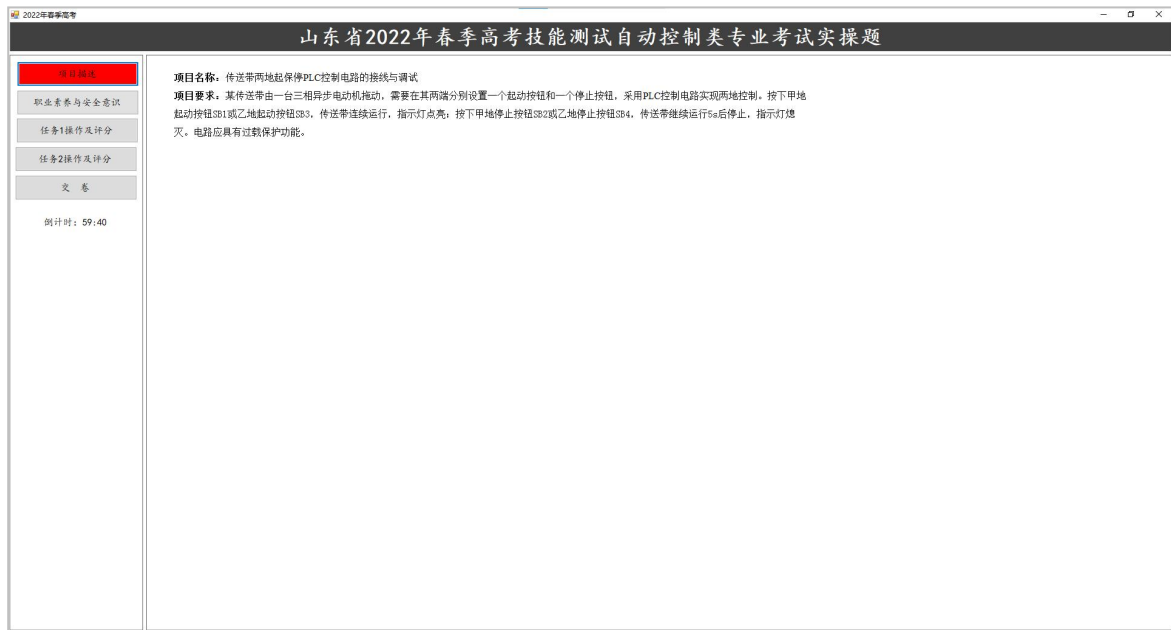 2022年春季高考
山东省2022年春季高考技能测试自动控制类专业考试实操题
项目描述
职业素养与安全意识
任务1操作及评分
任务2操作及评分
交 卷
倒计时：59:40
项目名称：传送带两地起保停PLC控制电路的接线与调试
项目要求：某传送带由一台三相异步电动机拖动，需要在其两端分别设置一个起动按钮和一个停止按钮，采用PLC控制电路实现两地控制。按下甲地
起动按钮SB1或乙地起动按钮SB3，传送带连续运行，指示灯点亮；按下甲地停止按钮SB2或乙地停止按钮SB4，传送带继续运行5s后停止，指示灯熄
灭。电路应具有过载保护功能。